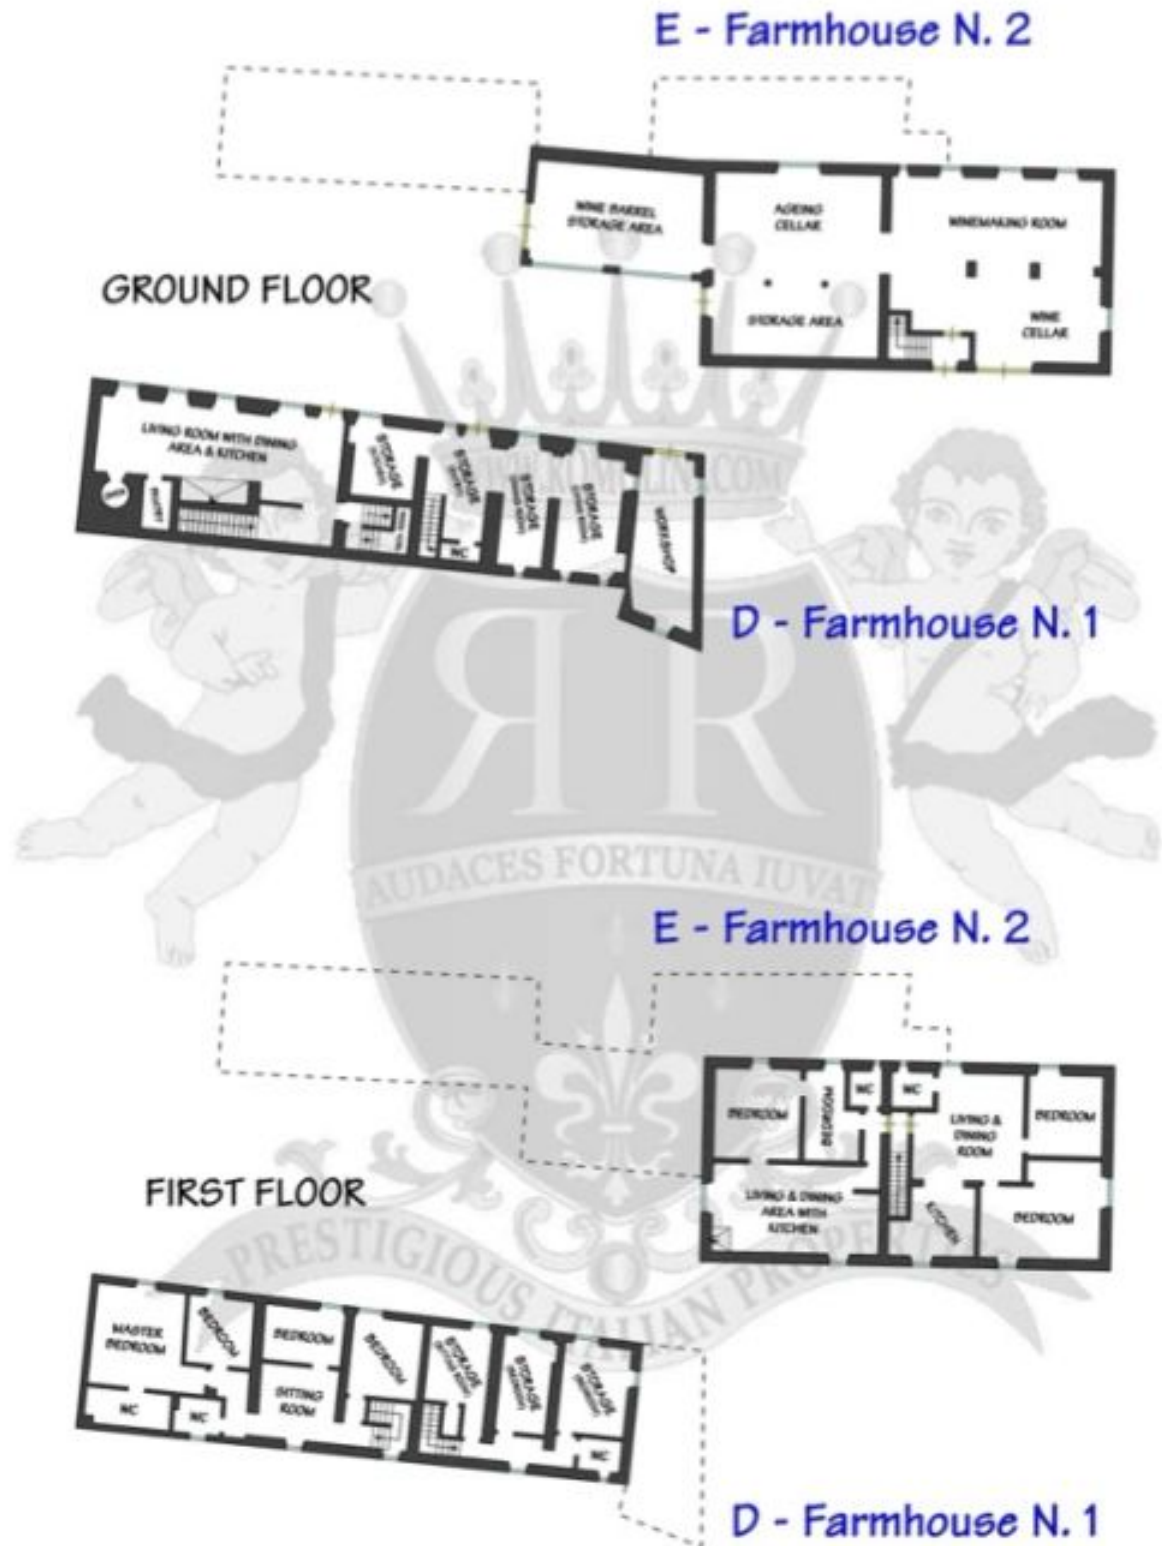 E - Farmhouse N. 2
WINE BARREL
STORAGE AREA
AGEING
CELLAR
WINEMAKING ROOM
GROUND FLOOR
STORAGE AREA
WINE
CELLAR
LIVING ROOM WITH DINING
AREA & KITCHEN
STORAGE
STORAGE
STORAGE
STORAGE
WORKSHOP
WC
D - Farmhouse N. 1
R R
AUDACES FORTUNA IUVAT
E - Farmhouse N. 2
BEDROOM
BEDROOM
WC
WC
LIVING &
DINING
ROOM
BEDROOM
FIRST FLOOR
LIVING & DINING
AREA WITH
KITCHEN
KITCHEN
BEDROOM
PRESTIGIOUS ITALIAN PROPERTIES
MASTER
BEDROOM
BEDROOM
BEDROOM
BEDROOM
STORAGE
STORAGE
STORAGE
SITTING
ROOM
WC
WC
WC
D - Farmhouse N. 1